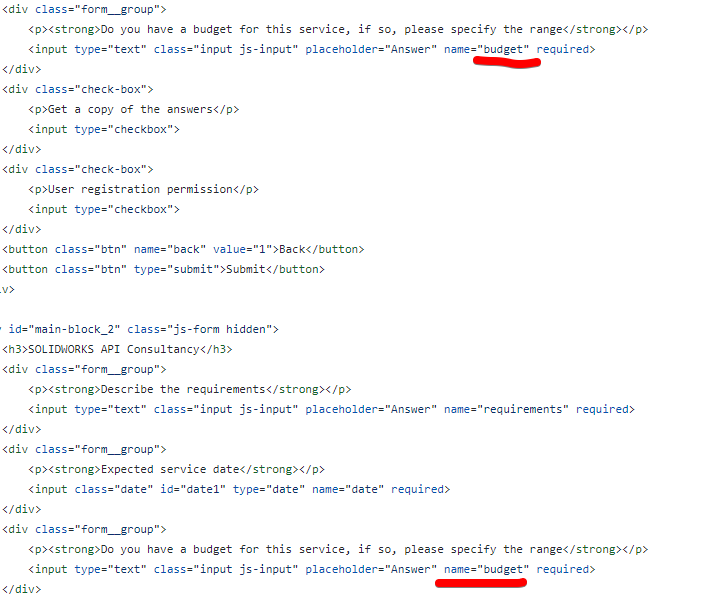 <div class="form__group">
<p><strong>Do you have a budget for this service, if so, please specify the range</strong></p>
<input type="text" class="input js-input" placeholder="Answer" name="budget" required>
</div>
<div class="check-box">
<p>Get a copy of the answers</p>
<input type="checkbox">
</div>
<div class="check-box">
<p>User registration permission</p>
<input type="checkbox">
</div>
<button class="btn" name="back" value="1">Back</button>
<button class="btn" type="submit">Submit</button>
iv>
id="main-block_2" class="js-form hidden">
<h3>SOLIDWORKS API Consultancy</h3>
<div class="form__group">
<p><strong>Describe the requirements</strong></p>
<input type="text" class="input js-input" placeholder="Answer" name="requirements" required>
</div>
<div class="form__group">
<p><strong>Expected service date</strong></p>
<input class="date" id="date1" type="date" name="date" required>
</div>
<div class="form__group">
<p><strong>Do you have a budget for this service, if so, please specify the range</strong></p>
<input type="text" class="input js-input" placeholder="Answer" name="budget" required>
</div>